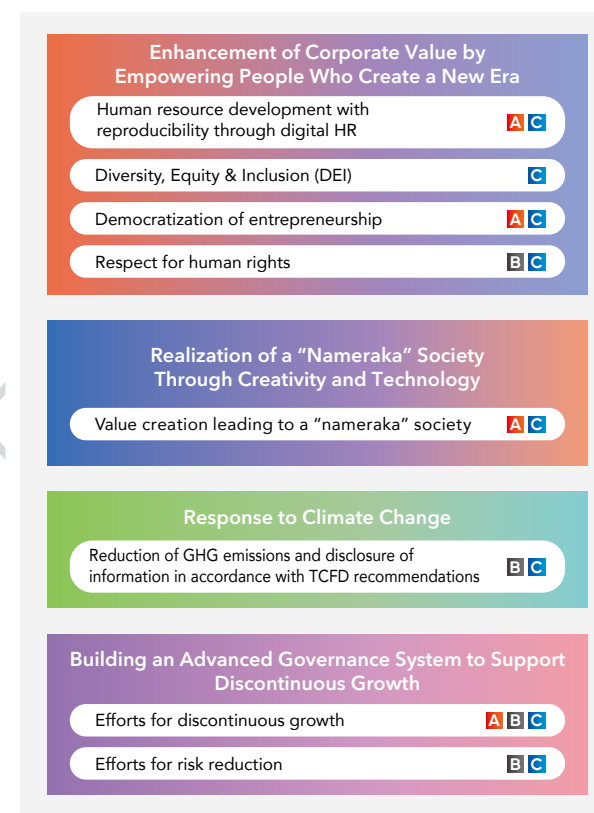 Enhancement of Corporate Value by
Empowering People Who Create a New Era
Human resource development with
reproducibility through digital HR
A C
Diversity, Equity & Inclusion (DEI) C
Democratization of entrepreneurship A C
Respect for human rights B C
Realization of a “Nameraka” Society
Through Creativity and Technology
Value creation leading to a “nameraka” society A C
Response to Climate Change
Reduction of GHG emissions and disclosure of
information in accordance with TCFD recommendations
B C
Building an Advanced Governance System to Support
Discontinuous Growth
Efforts for discontinuous growth A B C
Efforts for risk reduction B C